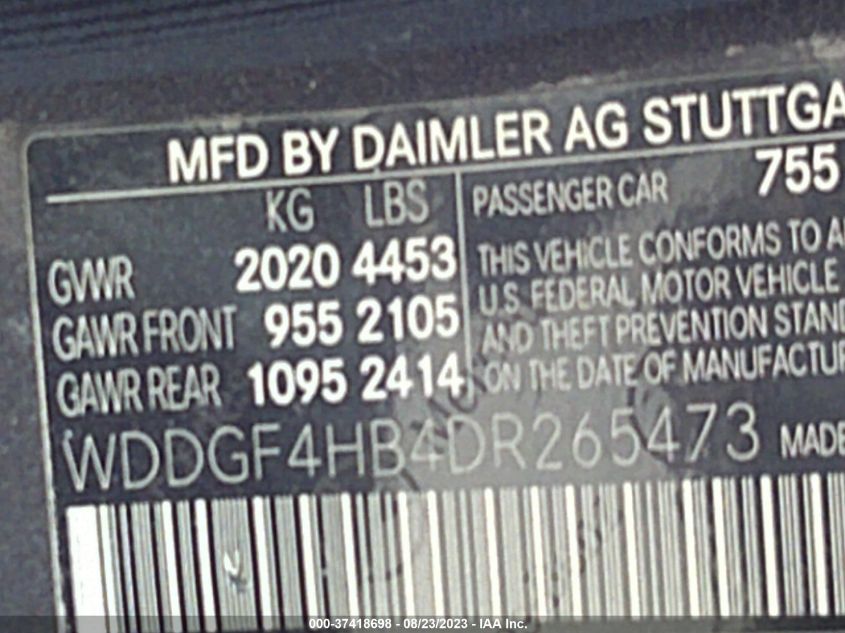 MFD BY DAIMLER AG STUTTGA
KG LBS
GVWR 2020 4453
GAWR FRONT 955 2105
GAWR REAR 1095 2414
PASSENGER CAR 755
THIS VEHICLE CONFORMS TO A
U.S. FEDERAL MOTOR VEHICLE
AND THEFT PREVENTION STAND
ON THE DATE OF MANUFACTUR
WDDGF4HB4DR265473 MADE
000-37418698 - 08/23/2023 - IAA Inc.